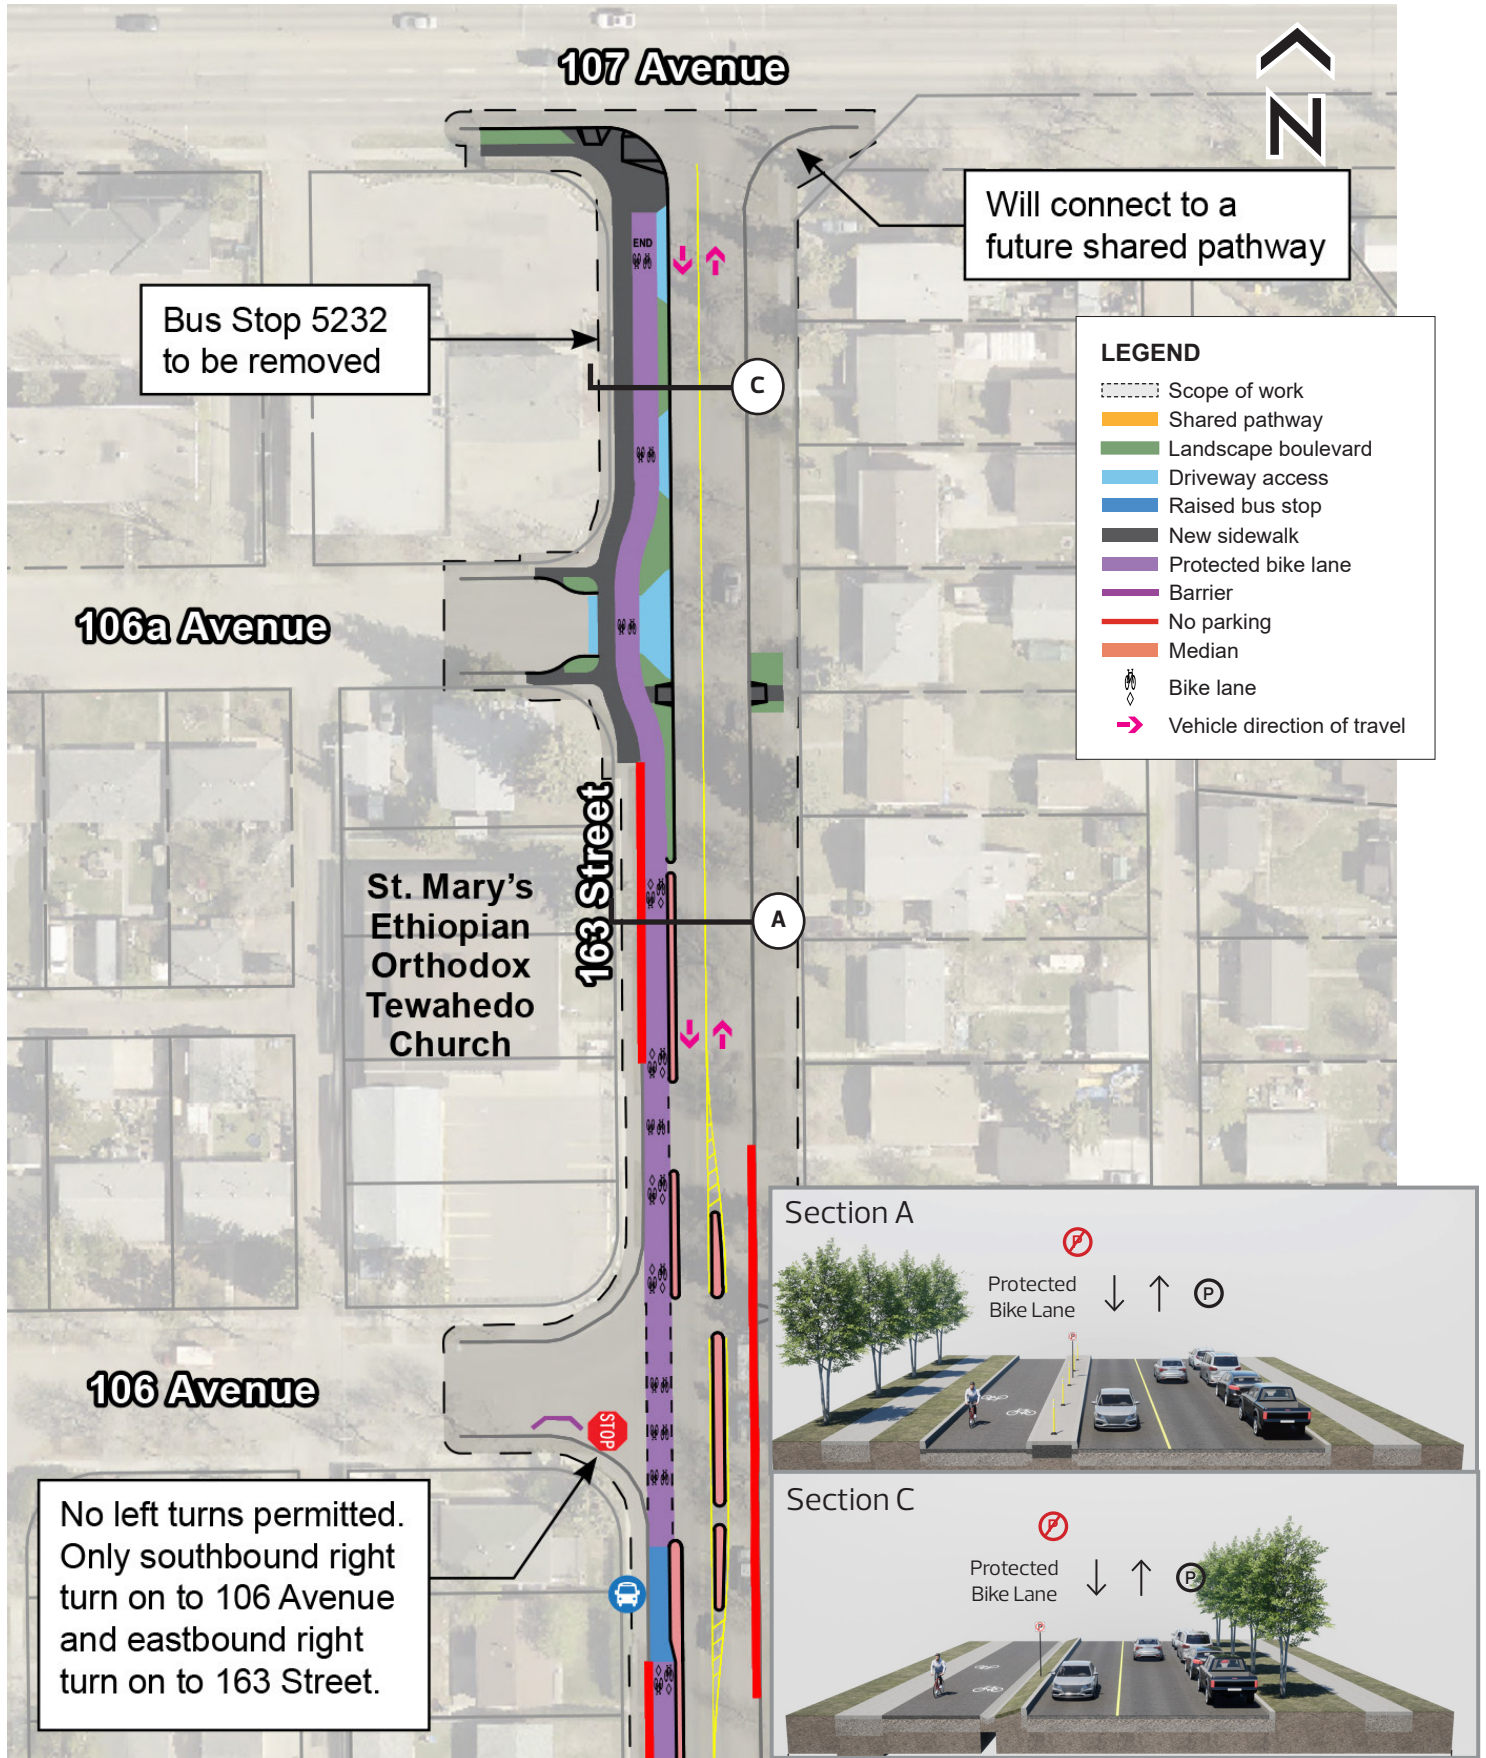 107 Avenue
N
Will connect to a
future shared pathway
END
Bus Stop 5232
to be removed
C
LEGEND
Scope of work
Shared pathway
Landscape boulevard
Driveway access
Raised bus stop
New sidewalk
Protected bike lane
Barrier
No parking
Median
Bike lane
Vehicle direction of travel
106a Avenue
163 Street
St. Mary’s
Ethiopian
Orthodox
Tewahedo
Church
A
106 Avenue
STOP
No left turns permitted.
Only southbound right
turn on to 106 Avenue
and eastbound right
turn on to 163 Street.
Section A
P
Protected
Bike Lane
P
P
Section C
P
Protected
Bike Lane
P
P